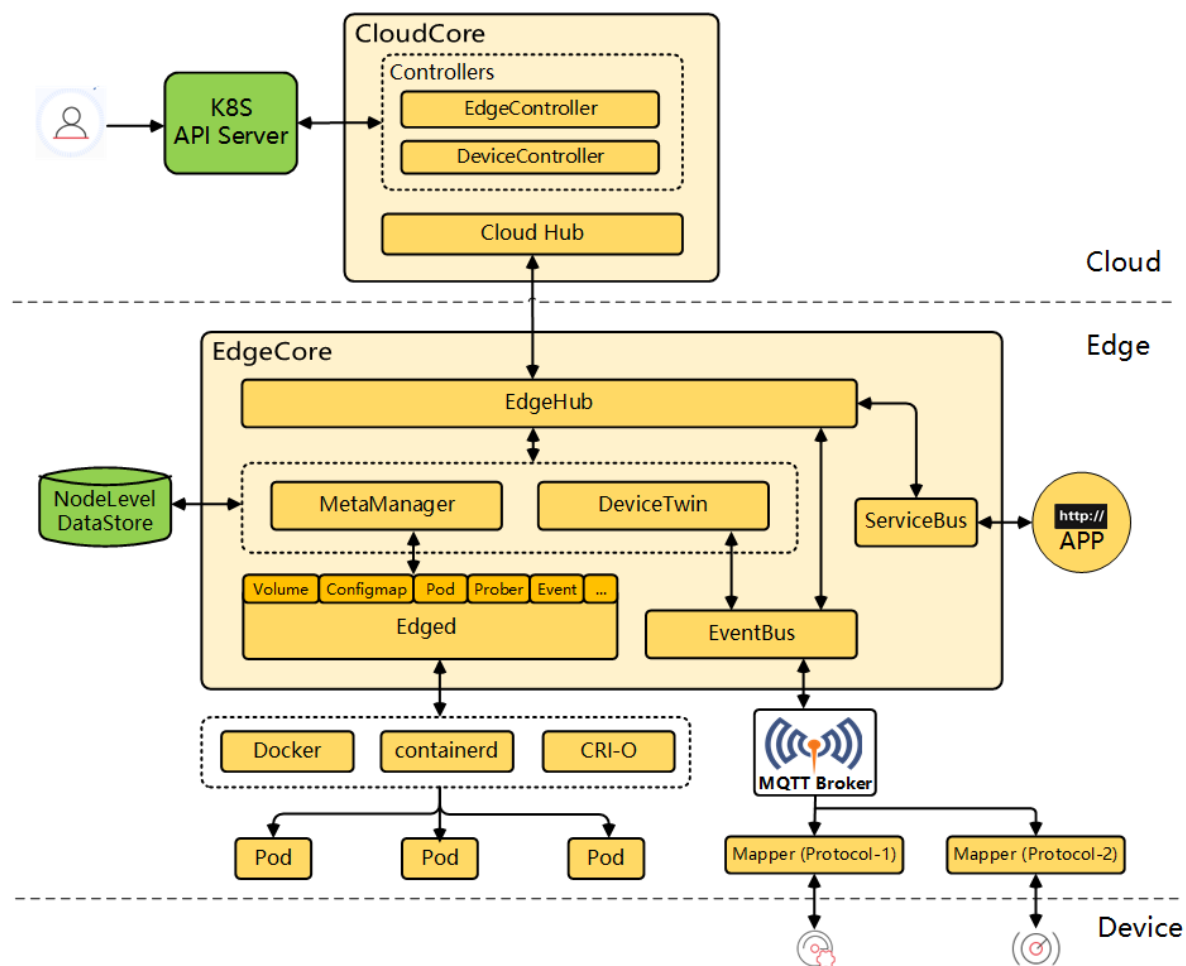 CloudCore
Controllers
EdgeController
DeviceController
K8S
API Server
Cloud Hub
Cloud
Edge
EdgeCore
EdgeHub
NodeLevel
DataStore
MetaManager
DeviceTwin
ServiceBus
http://
APP
Volume
Configmap
Pod
Prober
Event
...
Edged
EventBus
Docker
containerd
CRI-O
MQTT Broker
Pod
Pod
Pod
Mapper (Protocol-1)
Mapper (Protocol-2)
Device